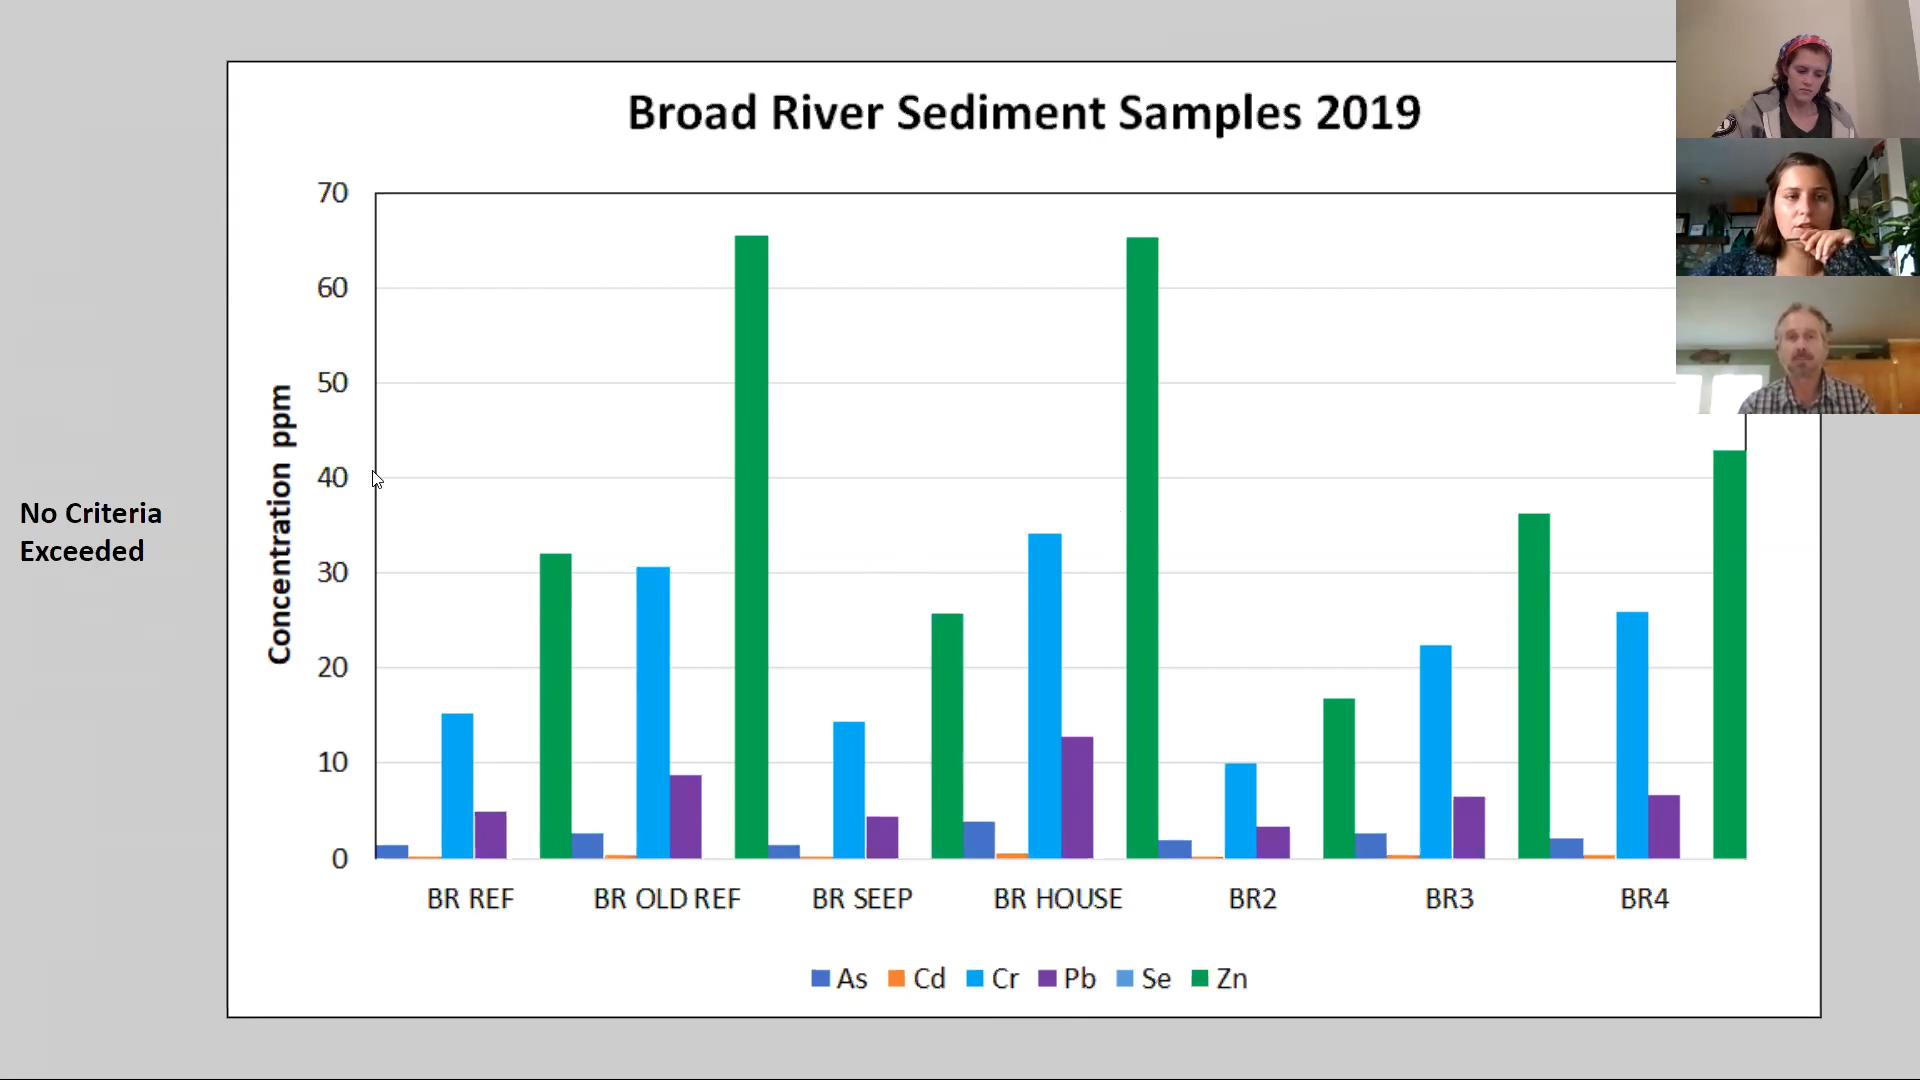 Broad River Sediment Samples 2019
70
60
50
40
30
20
10
0
Concentration ppm
No Criteria
Exceeded
BR REF BR OLD REF BR SEEP BR HOUSE BR2 BR3 BR4
As Cd Cr Pb Se Zn